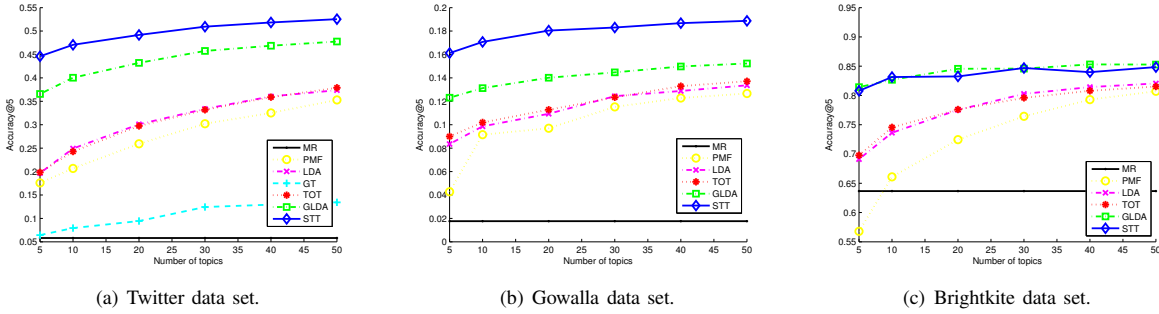 0.55
0.5
0.45
0.4
0.35
0.3
0.25
0.2
0.15
0.1
0.05
Accuracy@5
5 10 15 20 25 30 35 40 45 50
Number of topics
MR
PMF
LDA
GT
TOT
GLDA
STT
(a) Twitter data set.
0.2
0.18
0.16
0.14
0.12
0.1
0.08
0.06
0.04
0.02
0
Accuracy@5
5 10 15 20 25 30 35 40 45 50
Number of topics
MR
PMF
LDA
TOT
GLDA
STT
(b) Gowalla data set.
0.95
0.9
0.85
0.8
0.75
0.7
0.65
0.6
0.55
Accuracy@5
5 10 15 20 25 30 35 40 45 50
Number of topics
MR
PMF
LDA
TOT
GLDA
STT
(c) Brightkite data set.